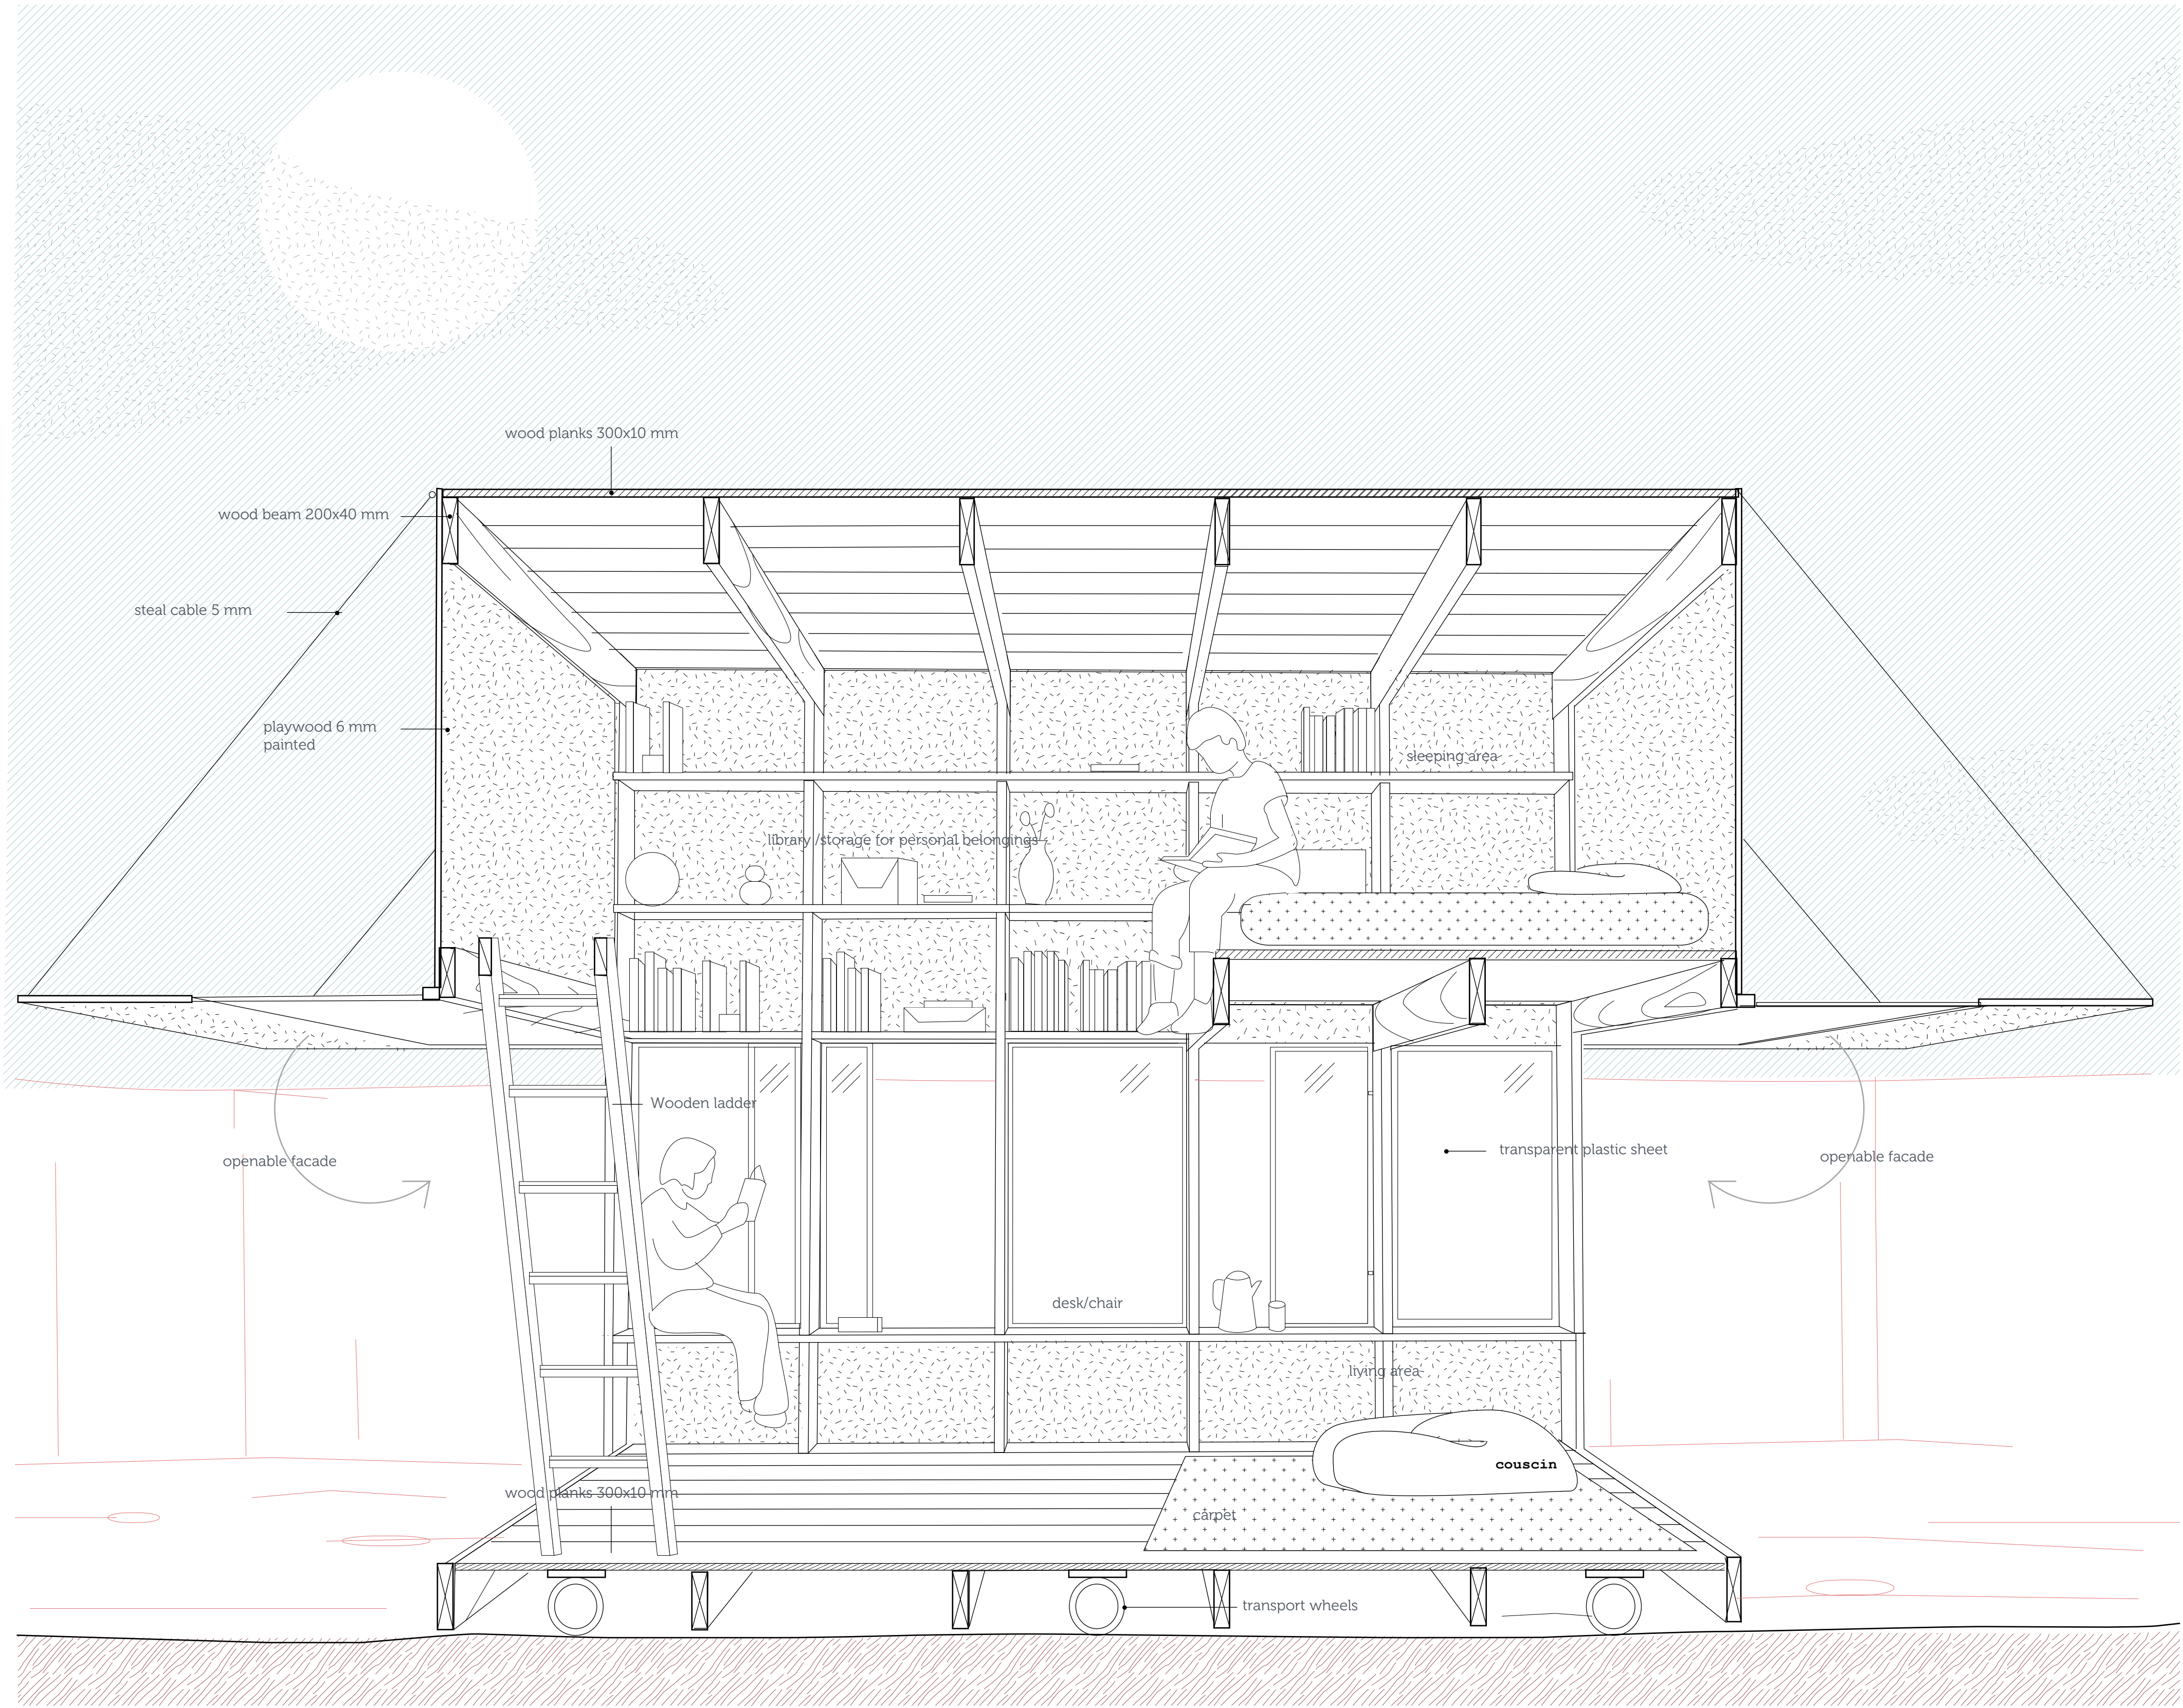 wood planks 300x10 mm
wood beam 200x40 mm
steal cable 5 mm
playwood 6 mm
painted
sleeping area
library /storage for personal belongings
Wooden ladder
transparent plastic sheet
openable facade
openable facade
desk/chair
living area
couscin
wood planks 300x10 mm
carpet
transport wheels